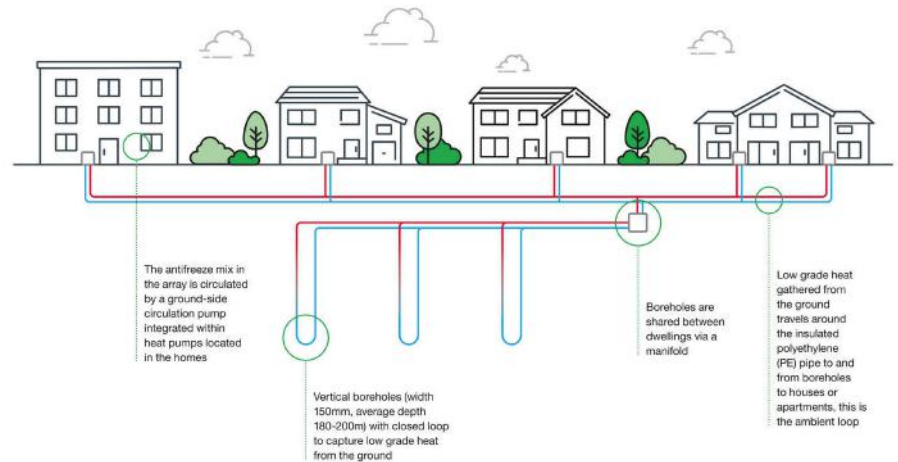 The antifreeze mix in
the array is circulated
by a ground-side
circulation pump
integrated within
heat pumps located
in the homes
Vertical boreholes (width
150mm, average depth
180-200m) with closed loop
to capture low grade heat
from the ground
Boreholes are
shared between
dwellings via a
manifold
Low grade heat
gathered from
the ground
travels around
the insulated
polyethylene
(PE) pipe to and
from boreholes
to houses or
apartments, this is
the ambient loop